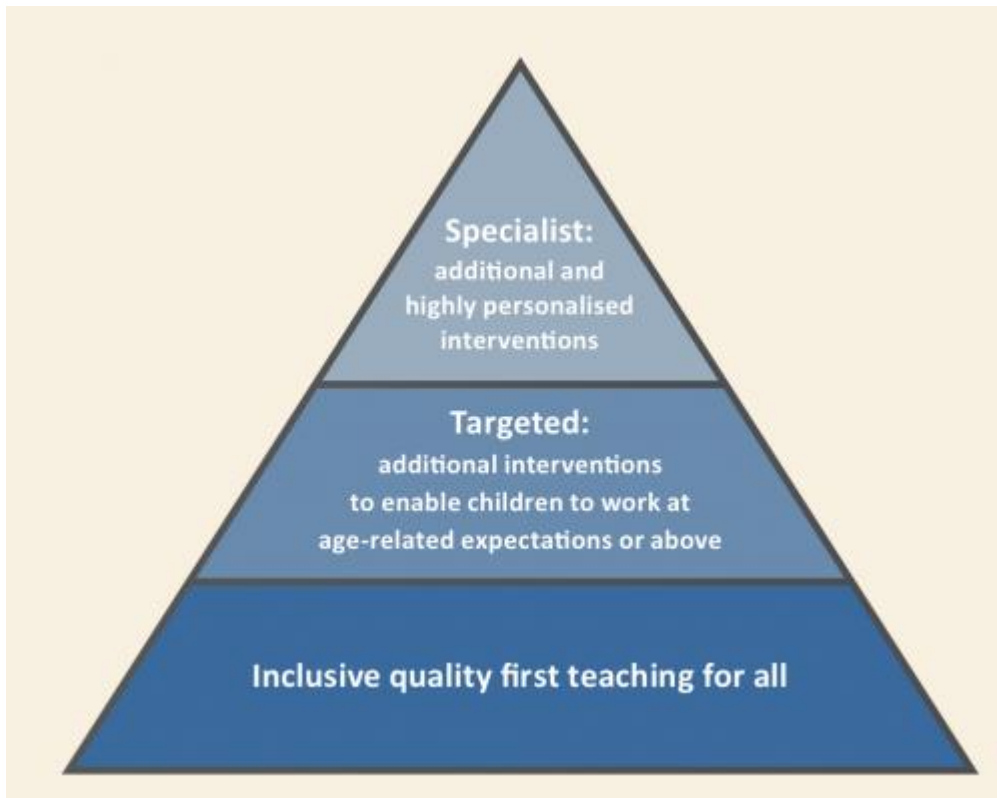 Specialist:
additional and
highly personalised
interventions
Targeted:
additional interventions
to enable children to work at
age-related expectations or above
Inclusive quality first teaching for all